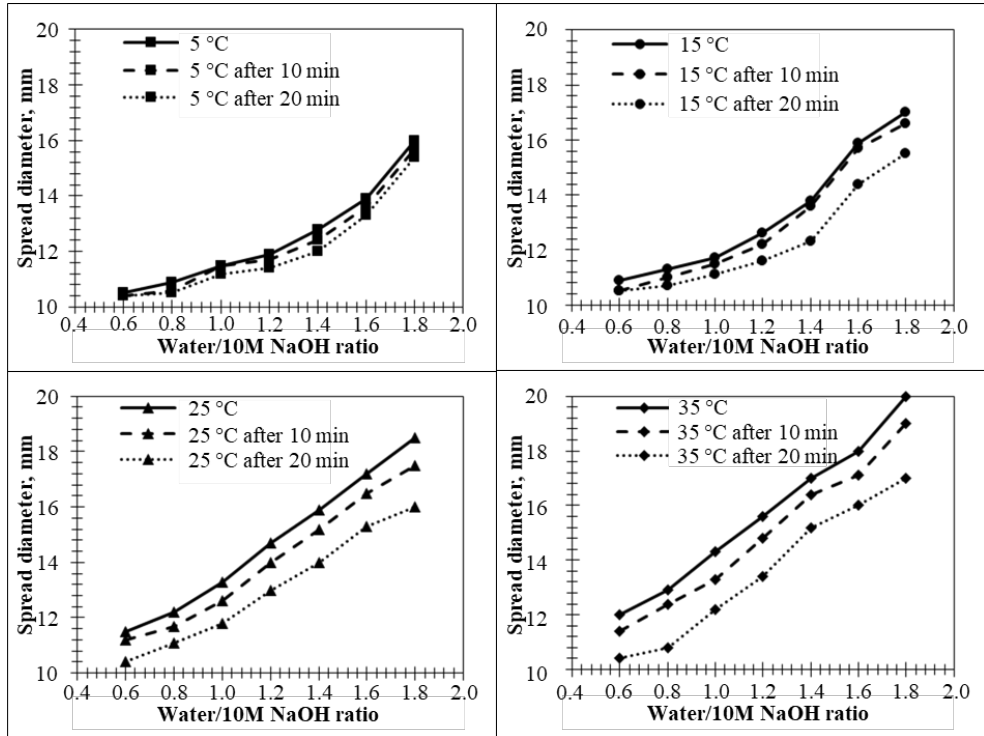 Spread diameter, mm
20
18
16
14
12
10
5 °C
5 °C after 10 min
5 °C after 20 min
0.4 0.6 0.8 1.0 1.2 1.4 1.6 1.8 2.0
Water/10M NaOH ratio
Spread diameter, mm
20
18
16
14
12
10
15 °C
15 °C after 10 min
15 °C after 20 min
0.4 0.6 0.8 1.0 1.2 1.4 1.6 1.8 2.0
Water/10M NaOH ratio
Spread diameter, mm
20
18
16
14
12
10
25 °C
25 °C after 10 min
25 °C after 20 min
0.4 0.6 0.8 1.0 1.2 1.4 1.6 1.8 2.0
Water/10M NaOH ratio
Spread diameter, mm
20
18
16
14
12
10
35 °C
35 °C after 10 min
35 °C after 20 min
0.4 0.6 0.8 1.0 1.2 1.4 1.6 1.8 2.0
Water/10M NaOH ratio